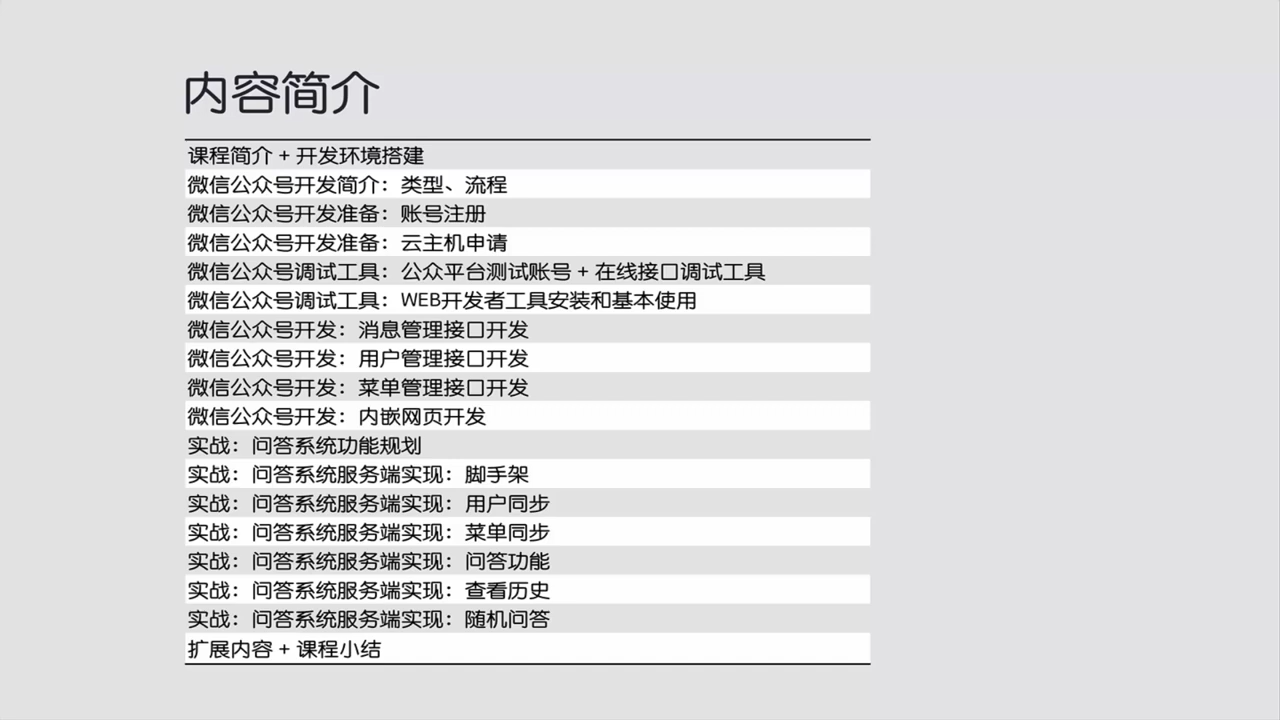 内容简介
课程简介 + 开发环境搭建
微信公众号开发简介：类型、流程
微信公众号开发准备：账号注册
微信公众号开发准备：云主机申请
微信公众号调试工具：公众平台测试账号 + 在线接口调试工具
微信公众号调试工具：WEB开发者工具安装和基本使用
微信公众号开发：消息管理接口开发
微信公众号开发：用户管理接口开发
微信公众号开发：菜单管理接口开发
微信公众号开发：内嵌网页开发
实战：问答系统功能规划
实战：问答系统服务端实现：脚手架
实战：问答系统服务端实现：用户同步
实战：问答系统服务端实现：菜单同步
实战：问答系统服务端实现：问答功能
实战：问答系统服务端实现：查看历史
实战：问答系统服务端实现：随机问答
扩展内容 + 课程小结